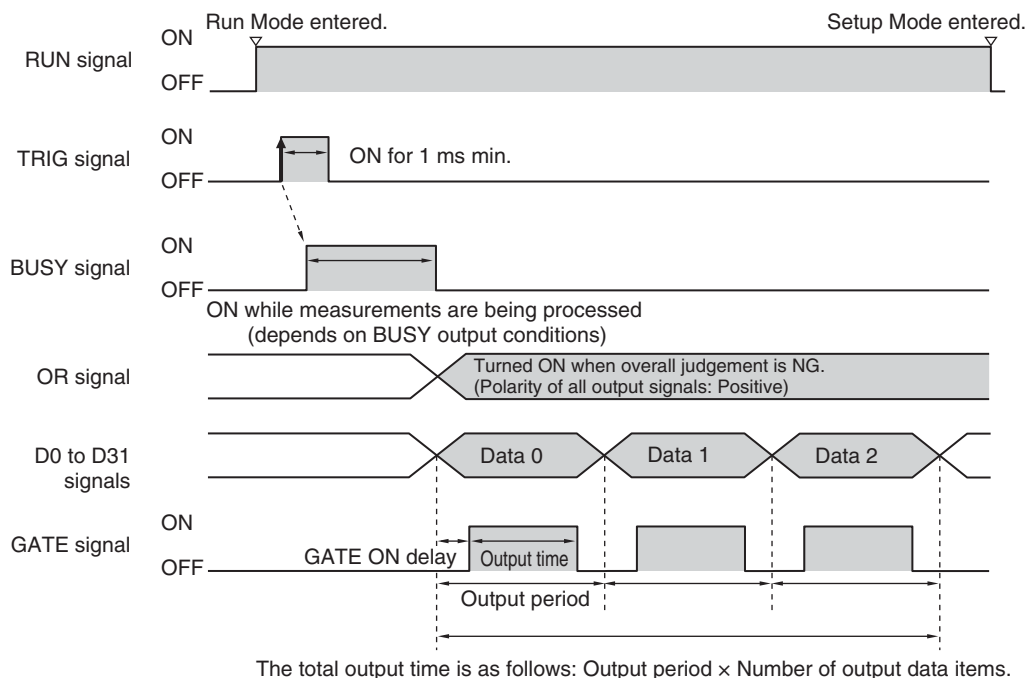 Run Mode entered.
Setup Mode entered.
RUN signal
ON
OFF
TRIG signal
ON
OFF
ON for 1 ms min.
BUSY signal
ON
OFF
ON while measurements are being processed
(depends on BUSY output conditions)
OR signal
Turned ON when overall judgement is NG.
(Polarity of all output signals: Positive)
D0 to D31
signals
Data 0
Data 1
Data 2
GATE signal
ON
OFF
GATE ON delay
Output time
Output period
The total output time is as follows: Output period × Number of output data items.